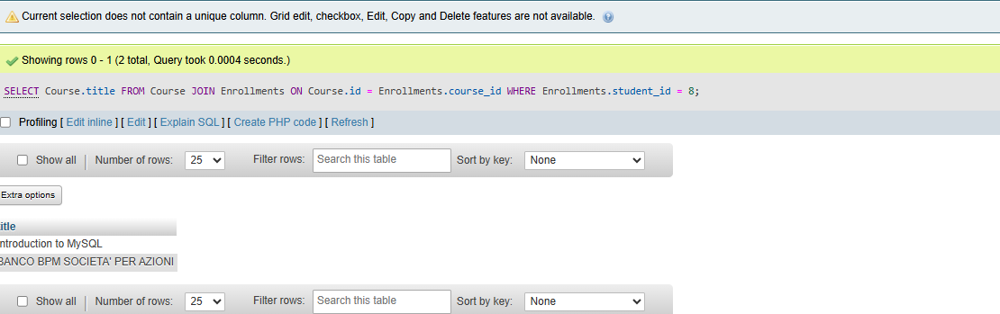 Current selection does not contain a unique column. Grid edit, checkbox, Edit, Copy and Delete features are not available.
Showing rows 0 - 1 (2 total, Query took 0.0004 seconds.)
SELECT Course.title FROM Course JOIN Enrollments ON Course.id = Enrollments.course_id WHERE Enrollments.student_id = 8;
Profiling [ Edit inline ] [ Edit ] [ Explain SQL ] [ Create PHP code ] [ Refresh ]
Show all Number of rows: 25 Filter rows: Search this table Sort by key: None
Extra options
title
ntroduction to MySQL
BANCO BPM SOCIETA' PER AZIONI
Show all Number of rows: 25 Filter rows: Search this table Sort by key: None